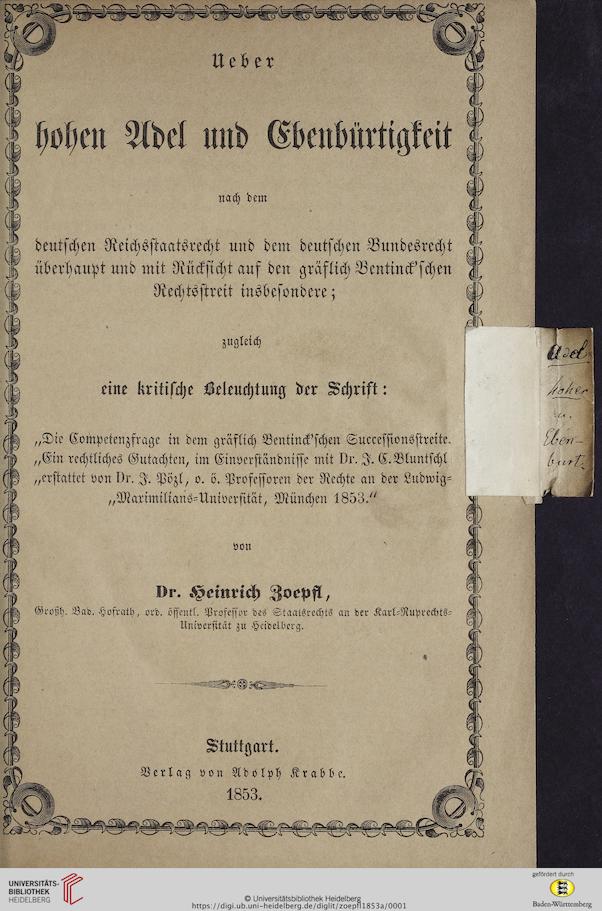 Ueber
hohen Adel und Ebenbürtigkeit
nach dem
deutschen Reichsstaatsrecht und dem deutschen Bundesrecht
überhaupt und mit Rücksicht auf den gräflich Bentinck'schen
Rechtsstreit insbesondere;
zugleich
eine kritische Beleuchtung der Schrift:
„Die Competenzfrage in dem gräflich Bentinck'schen Successionsstreite.
„Ein rechtliches Gutachten, im Einverständnisse mit Dr. J. C. Bluntschl
„erstattet von Dr. J. Pözl, o. ö. Professoren der Rechte an der Ludwig-
„Maximilians-Universität, München 1853.“
von
Dr. Heinrich Zoepfl,
Großh. Bad. Hofrath, ord. öffentl. Professor des Staatsrechts an der Karl-Ruprechts-
Universität zu Heidelberg.
Stuttgart.
Verlag von Adolph Krabbe.
1853.
Adel
hoher
u.
Eben-
burt.
UNIVERSITÄTS-
BIBLIOTHEK
HEIDELBERG
© Universitätsbibliothek Heidelberg
https://digi.ub.uni-heidelberg.de/diglit/zoepfl1853a/0001
gefördert durch
Baden-Württemberg